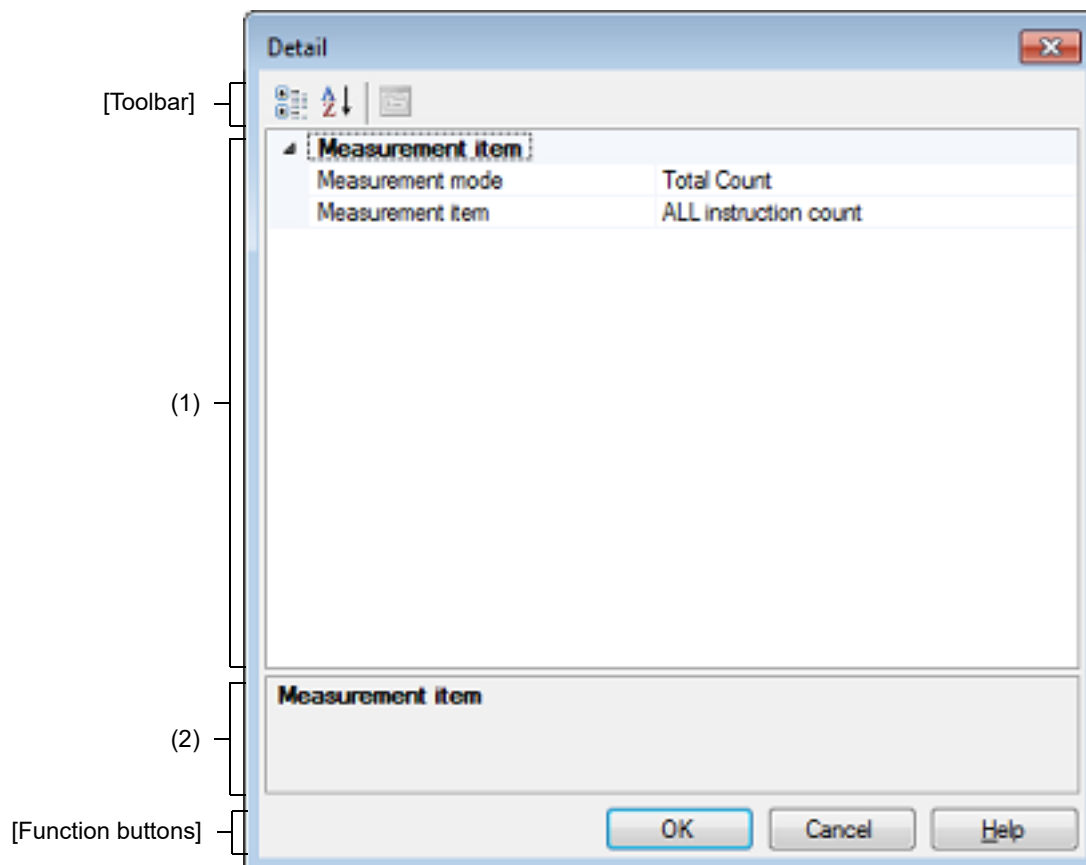 Detail
[Toolbar]
Measurement item
Measurement mode Total Count
Measurement item ALL instruction count
(1)
Measurement item
(2)
[Function buttons]
OK Cancel Help